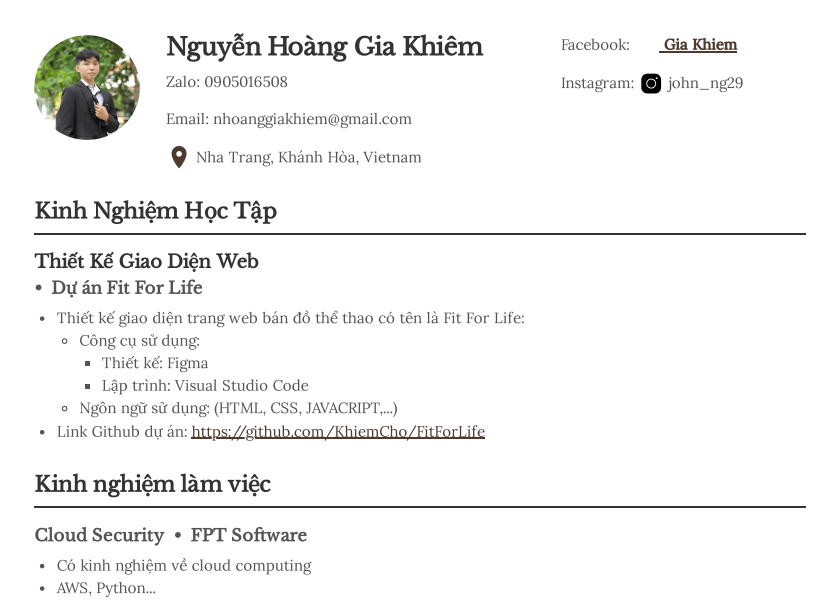 Nguyễn Hoàng Gia Khiêm
Zalo: 0905016508
Email: nhoanggiakhiem@gmail.com
Nha Trang, Khánh Hòa, Vietnam
Facebook: Gia Khiem
Instagram: john_ng29
Kinh Nghiệm Học Tập
Thiết Kế Giao Diện Web
• Dự án Fit For Life
• Thiết kế giao diện trang web bán đồ thể thao có tên là Fit For Life:
◦ Công cụ sử dụng:
▪ Thiết kế: Figma
▪ Lập trình: Visual Studio Code
◦ Ngôn ngữ sử dụng: (HTML, CSS, JAVACRIPT,...)
• Link Github dự án: https://github.com/KhiemCho/FitForLife
Kinh nghiệm làm việc
Cloud Security • FPT Software
• Có kinh nghiệm về cloud computing
• AWS, Python...